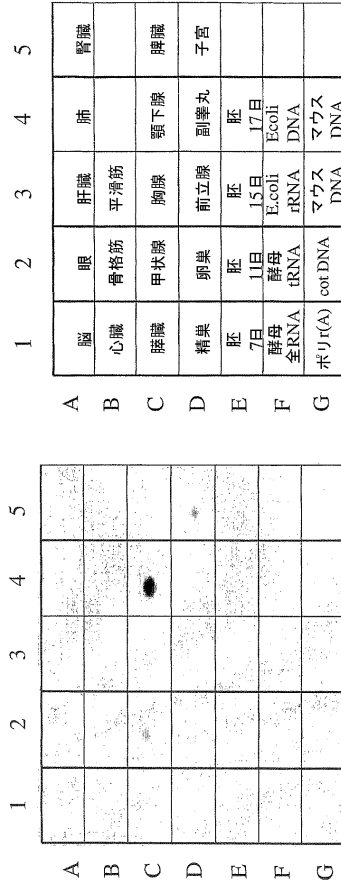 1 2 3 4 5
A
B
C
D
E
F
G
1 2 3 4 5
A 脳 眼 肝臓 肺 腎臓
B 心臓 骨格筋 平滑筋
C 膵臓 甲状腺 胸腺 顎下腺 脾臓
D 精巣 卵巣 前立腺 副睾丸 子宮
E 胚 胚 胚 胚
7日 11日 15日 17日
F 酵母 酵母 E.coli Ecoli
全RNA tRNA rRNA DNA
G ポリr(A) cot DNA マウス マウス
DNA DNA